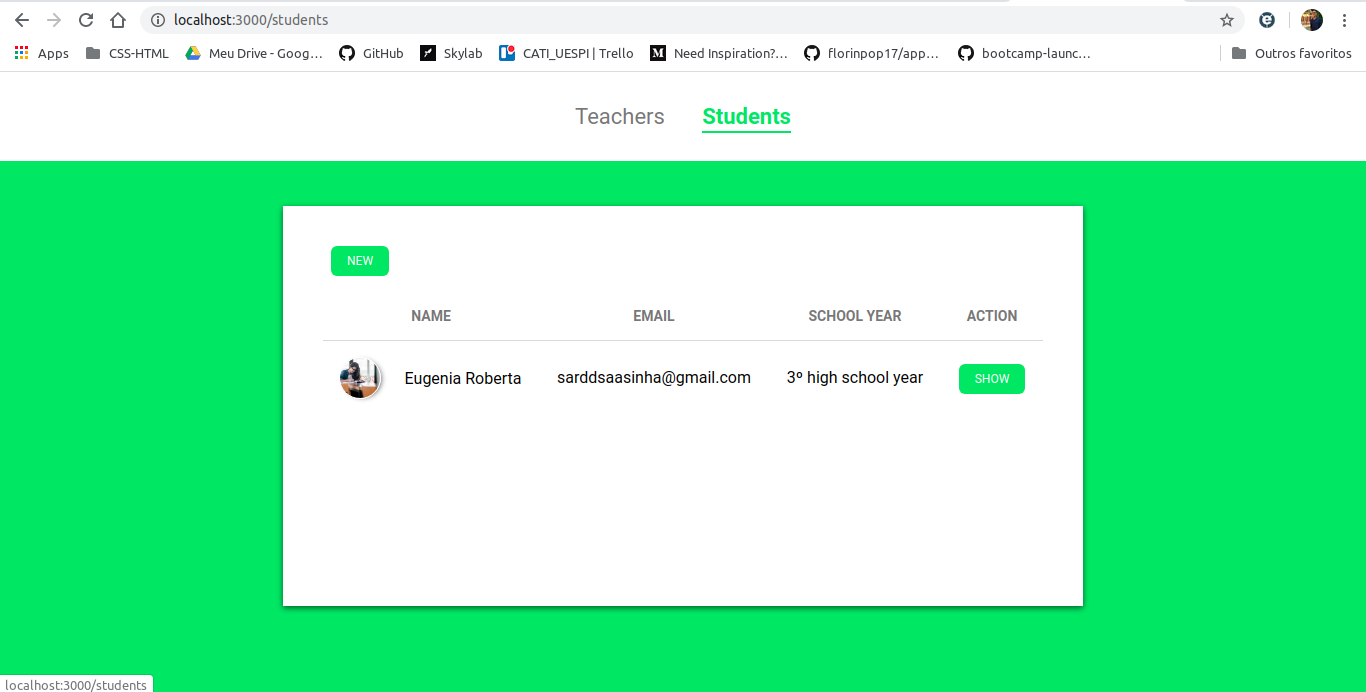 localhost:3000/students
Apps CSS-HTML Meu Drive - Goog... GitHub Skylab CATI_UESPI | Trello Need Inspiration?... florinpop17/app... bootcamp-launc... Outros favoritos
Teachers Students
NEW
NAME EMAIL SCHOOL YEAR ACTION
Eugenia Roberta sarddsaasinha@gmail.com 3º high school year SHOW
localhost:3000/students